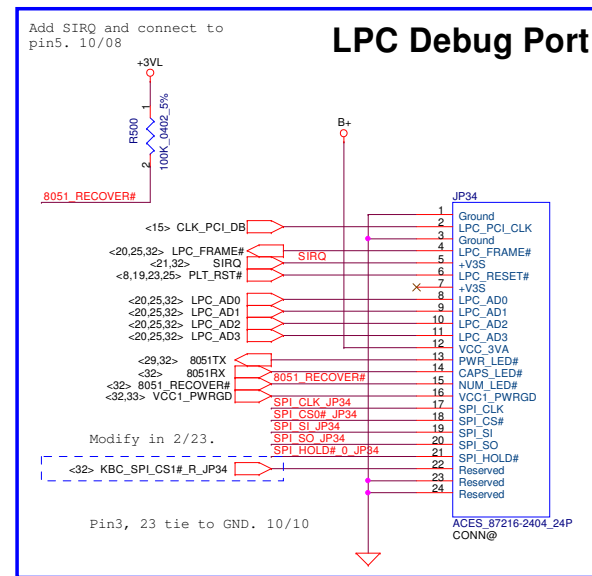 Add SIRQ and connect to
pin5. 10/08
LPC Debug Port
+3VL
1
R500
100K_0402_5%
2
8051_RECOVER#
B+
JP34
1 Ground
<15> CLK_PCI_DB 2 LPC_PCI_CLK
3 Ground
<20,25,32> LPC_FRAME# 4 LPC_FRAME#
<21,32> SIRQ SIRQ 5 +V3S
<8,19,23,25> PLT_RST# 6 LPC_RESET#
7 +V3S
<20,25,32> LPC_AD0 8 LPC_AD0
<20,25,32> LPC_AD1 9 LPC_AD1
<20,25,32> LPC_AD2 10 LPC_AD2
<20,25,32> LPC_AD3 11 LPC_AD3
12 VCC_3VA
<29,32> 8051TX 13 PWR_LED#
<32> 8051RX 14 CAPS_LED#
<32> 8051_RECOVER# 8051_RECOVER# 15 NUM_LED#
<32,33> VCC1_PWRGD 16 VCC1_PWRGD
SPI_CLK_JP34 17 SPI_CLK
SPI_CS0#_JP34 18 SPI_CS#
SPI_SI_JP34 19 SPI_SI
SPI_SO_JP34 20 SPI_SO
SPI_HOLD#_0_JP34 21 SPI_HOLD#
Modify in 2/23.
<32> KBC_SPI_CS1#_R_JP34 22 Reserved
23 Reserved
24 Reserved
Pin3, 23 tie to GND. 10/10
ACES_87216-2404_24P
CONN@